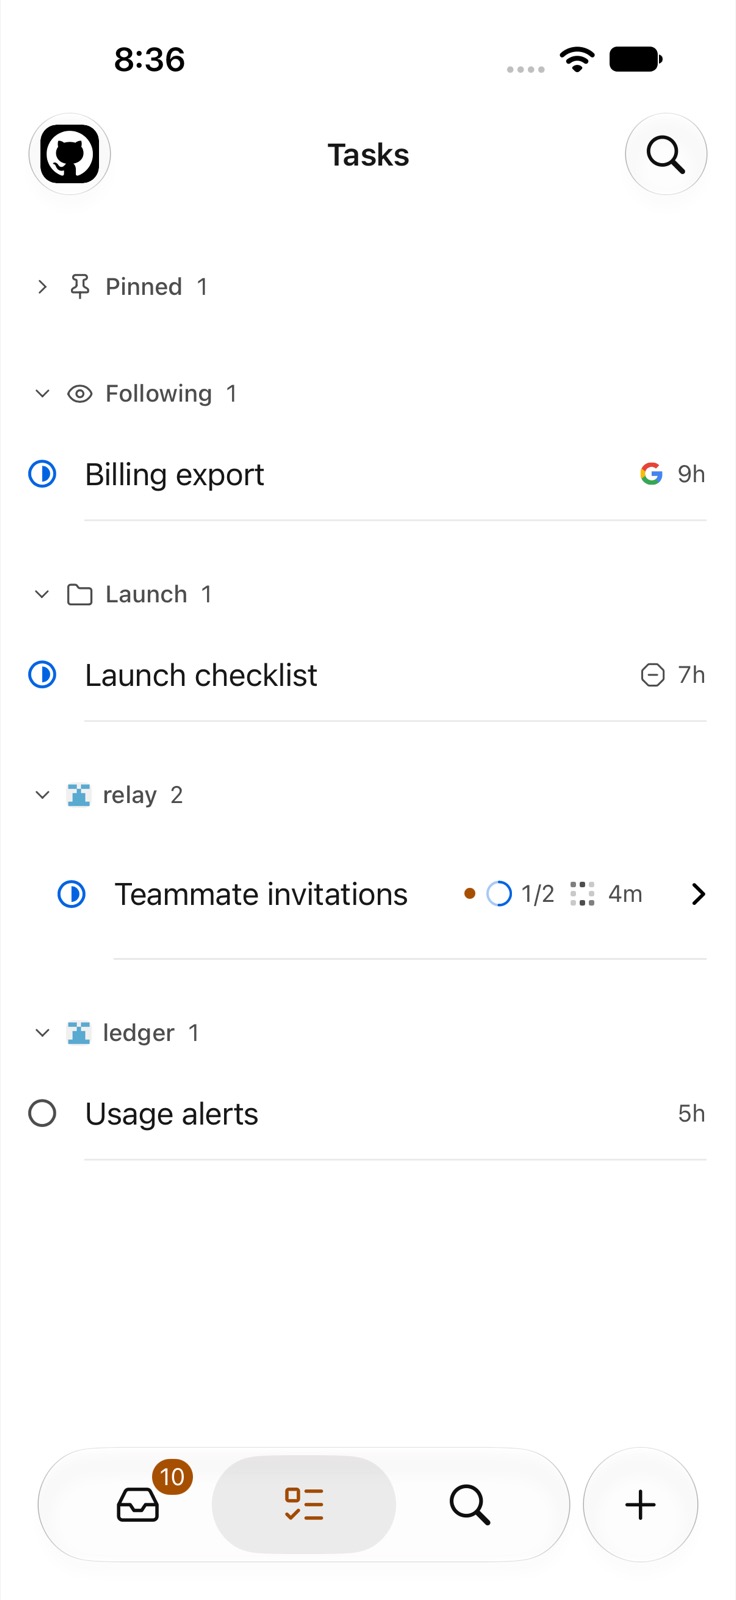 8:36
Tasks
Pinned 1
Following 1
Billing export 9h
Launch 1
Launch checklist 7h
relay 2
Teammate invitations 1/2 4m
ledger 1
Usage alerts 5h
10